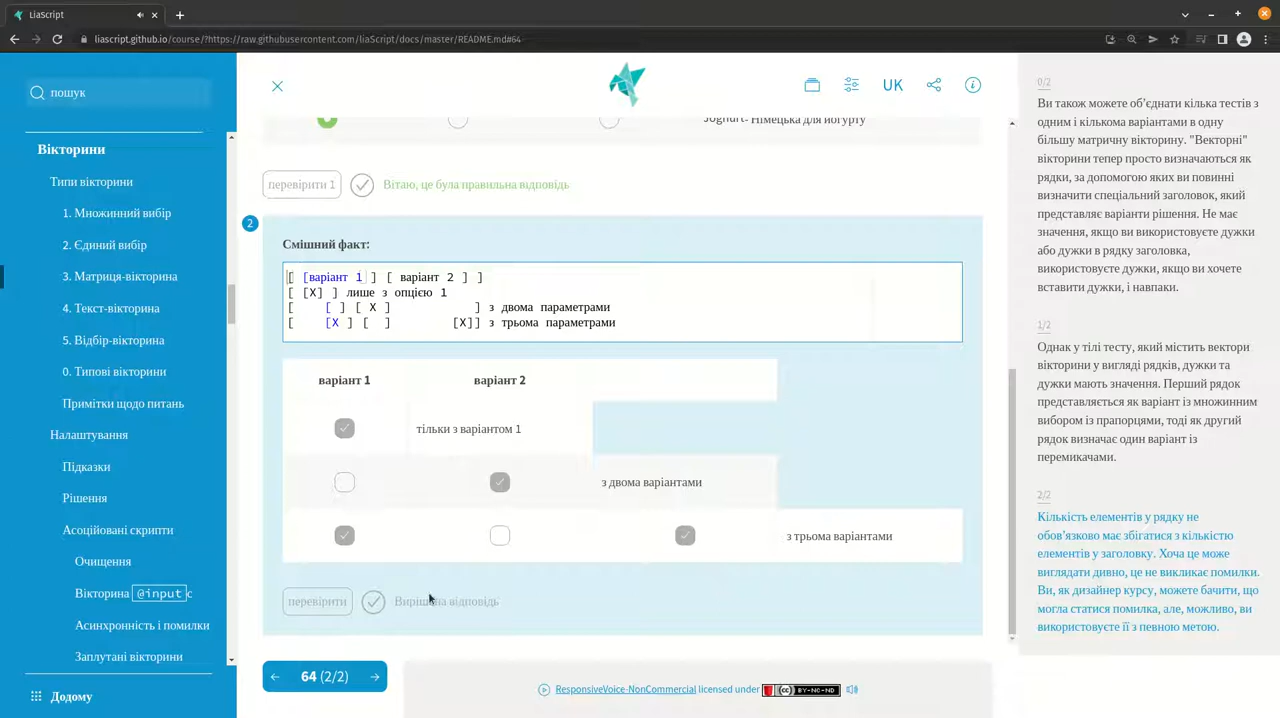 LiaScript
liascript.github.io/course/?https://raw.githubusercontent.com/liaScript/docs/master/README.md#64
пошук
Вікторини
Типи вікторини
1. Множинний вибір
2. Єдиний вибір
3. Матриця-вікторина
4. Текст-вікторина
5. Відбір-вікторина
0. Типові вікторини
Примітки щодо питань
Налаштування
Підказки
Рішення
Асоційовані скрипти
Очищення
Вікторина @input с
Асинхронність і помилки
Заплутані вікторини
Додому
UK
Joghurt- Німецька для йогурту
перевірити 1
Вітаю, це була правильна відповідь
2
Смішний факт:
[ [варіант 1 ] [ варіант 2 ] ]
[ [X] ] лише з опцією 1
[ [ ] [ X ] ] з двома параметрами
[ [X ] [ ] [X]] з трьома параметрами
варіант 1 варіант 2
тільки з варіантом 1
з двома варіантами
з трьома варіантами
перевірити
Вирішена відповідь
64 (2/2)
ResponsiveVoice-NonCommercial licensed under
cc BY-NC-ND
0/2
Ви також можете об’єднати кілька тестів з
одним і кількома варіантами в одну
більшу матричну вікторину. "Векторні"
вікторини тепер просто визначаються як
рядки, за допомогою яких ви повинні
визначити спеціальний заголовок, який
представляє варіанти рішення. Не має
значення, якщо ви використовуєте дужки
або дужки в рядку заголовка,
використовуєте дужки, якщо ви хочете
вставити дужки, і навпаки.
1/2
Однак у тілі тесту, який містить вектори
вікторини у вигляді рядків, дужки та
дужки мають значення. Перший рядок
представляється як варіант із множинним
вибором із прапорцями, тоді як другий
рядок визначає один варіант із
перемикачами.
2/2
Кількість елементів у рядку не
обов’язково має збігатися з кількістю
елементів у заголовку. Хоча це може
виглядати дивно, це не викликає помилки.
Ви, як дизайнер курсу, можете бачити, що
могла статися помилка, але, можливо, ви
використовуєте її з певною метою.